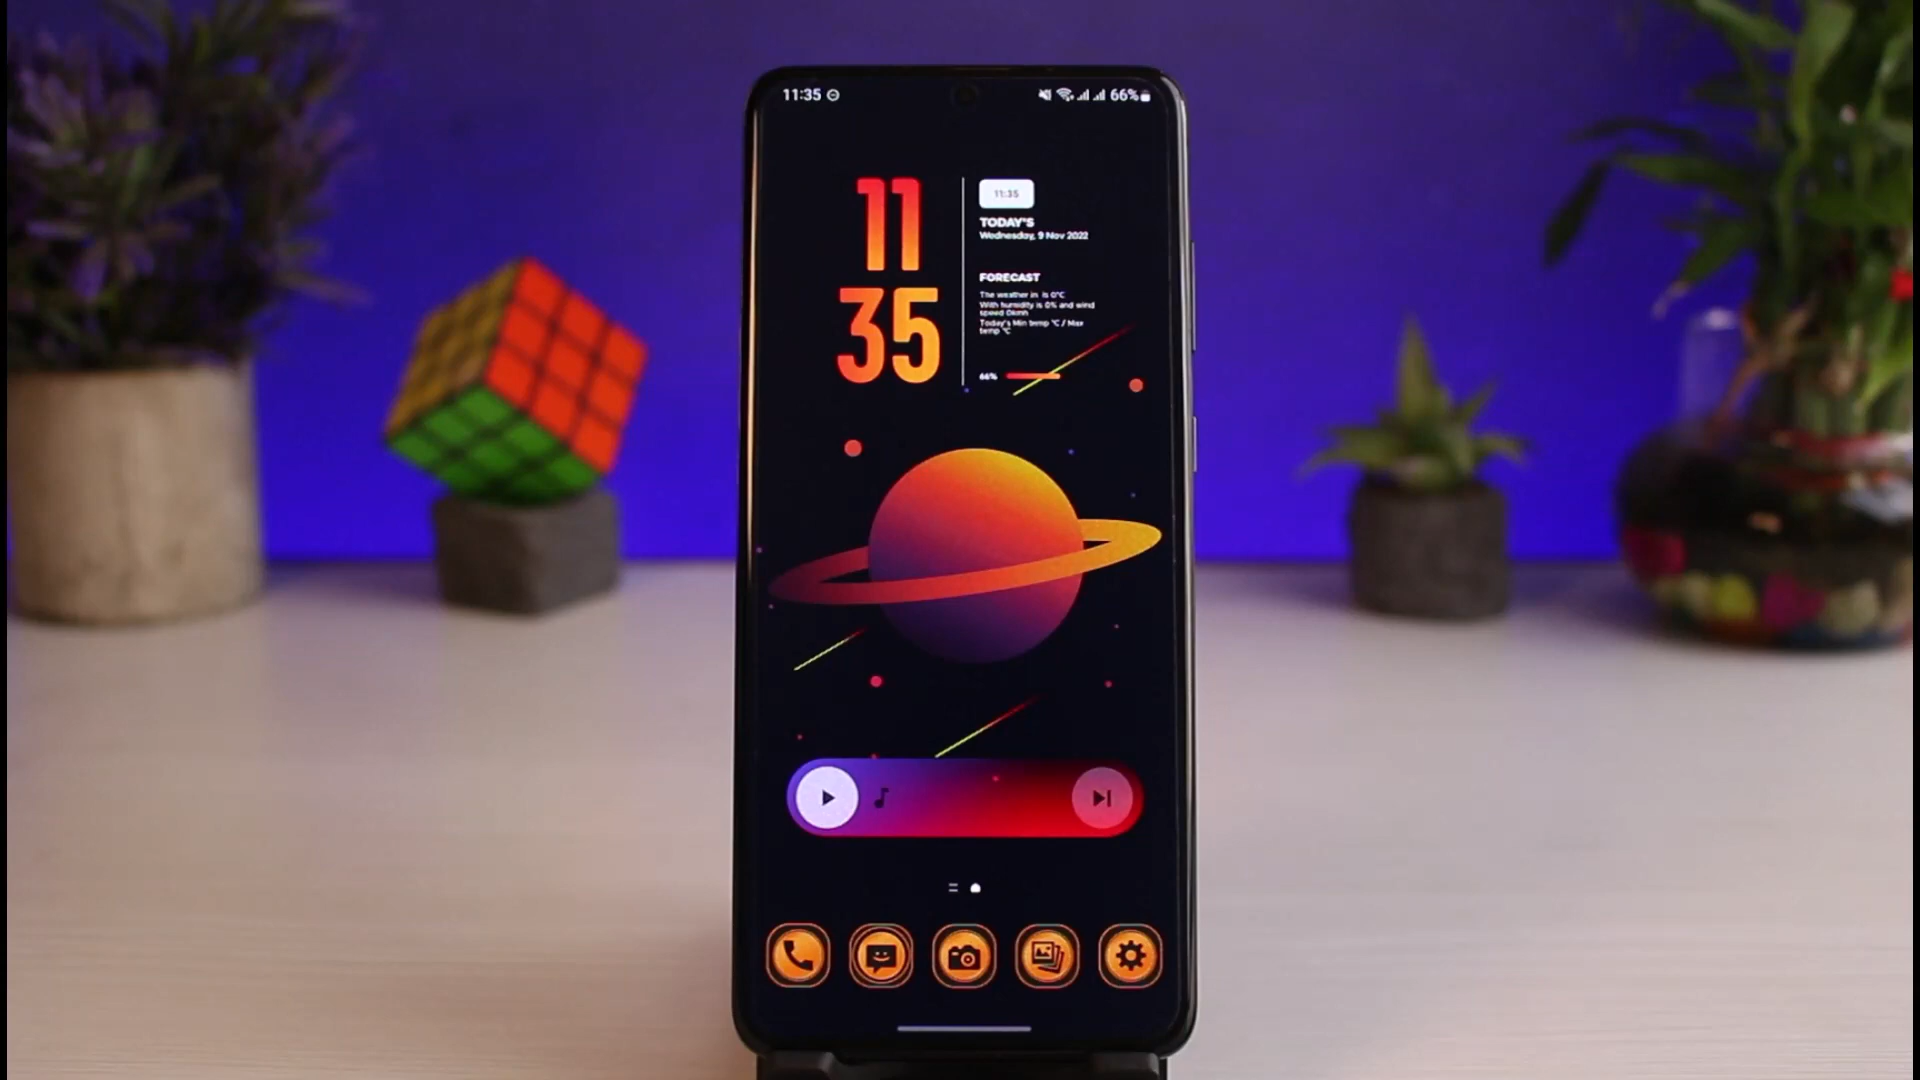 11:35
66%
11
35
11:35
TODAY'S
Wednesday, 9 Nov 2022
FORECAST
The weather in is 0°C
With humidity is 0% and wind
speed 0kmh
Today's Min temp °C / Max
temp °C
66%